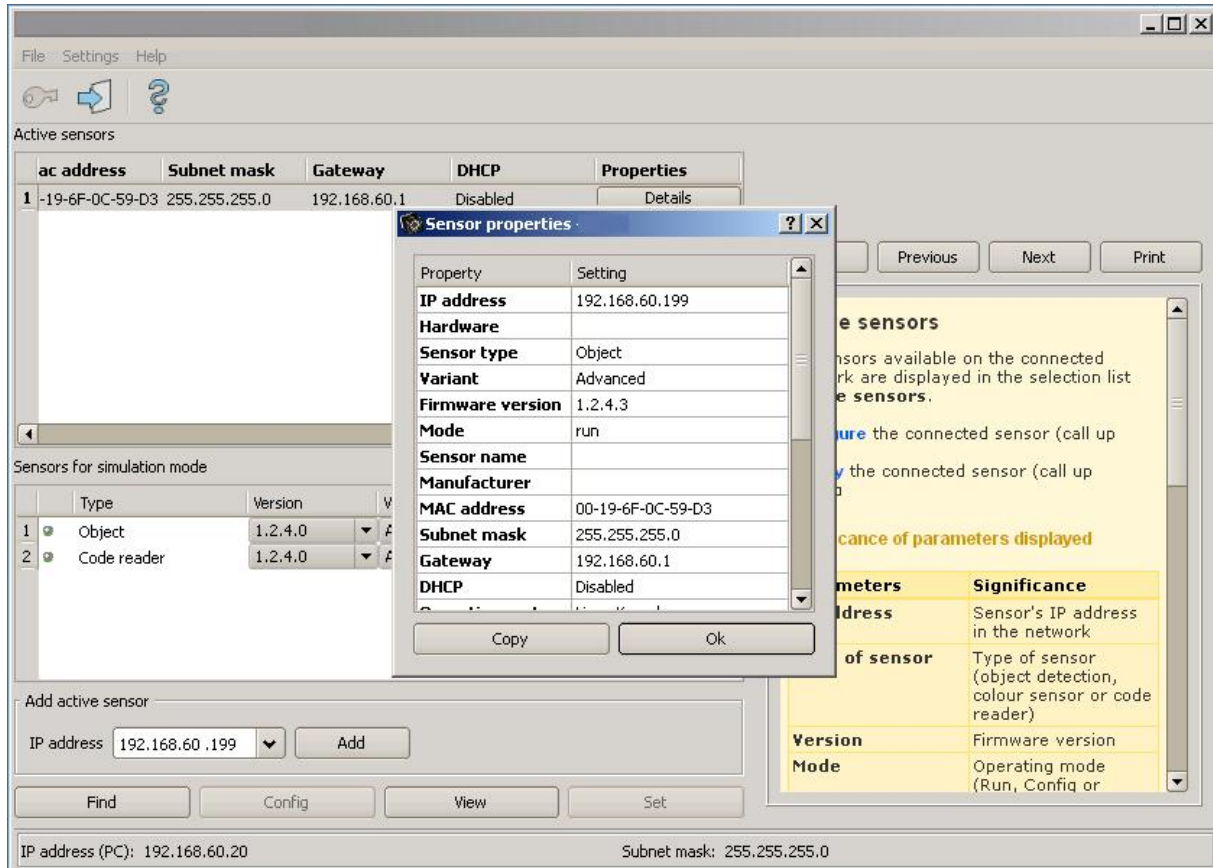 File Settings Help
Active sensors
ac address Subnet mask Gateway DHCP Properties
1 -19-6F-0C-59-D3 255.255.255.0 192.168.60.1 Disabled Details
Sensors for simulation mode
Type Version
1 Object 1.2.4.0
2 Code reader 1.2.4.0
Sensor properties -
Property Setting
IP address 192.168.60.199
Hardware
Sensor type Object
Variant Advanced
Firmware version 1.2.4.3
Mode run
Sensor name
Manufacturer
MAC address 00-19-6F-0C-59-D3
Subnet mask 255.255.255.0
Gateway 192.168.60.1
DHCP Disabled
Copy Ok
Previous Next Print
e sensors
nsors available on the connected
rk are displayed in the selection list
e sensors.
ure the connected sensor (call up
y the connected sensor (call up
cance of parameters displayed
meters Significance
ddress Sensor's IP address
in the network
of sensor Type of sensor
(object detection,
colour sensor or code
reader)
Version Firmware version
Mode Operating mode
(Run, Config or
Add active sensor
IP address 192.168.60 .199 Add
Find Config View Set
IP address (PC): 192.168.60.20 Subnet mask: 255.255.255.0